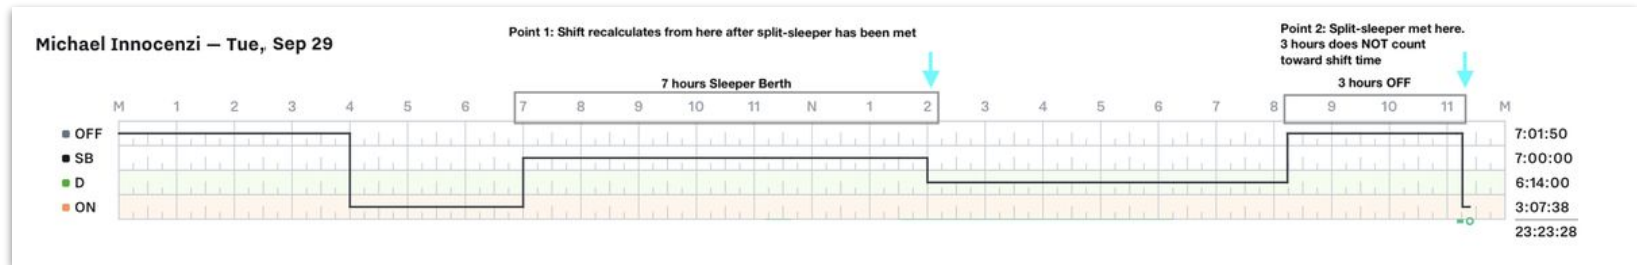 Point 1: Shift recalculates from here after split-sleeper has been met
Point 2: Split-sleeper met here.
3 hours does NOT count
toward shift time
Michael Innocenzi — Tue, Sep 29
7 hours Sleeper Berth
3 hours OFF
M 1 2 3 4 5 6 7 8 9 10 11 N 1 2 3 4 5 6 7 8 9 10 11 M
OFF 7:01:50
SB 7:00:00
D 6:14:00
ON 3:07:38
23:23:28